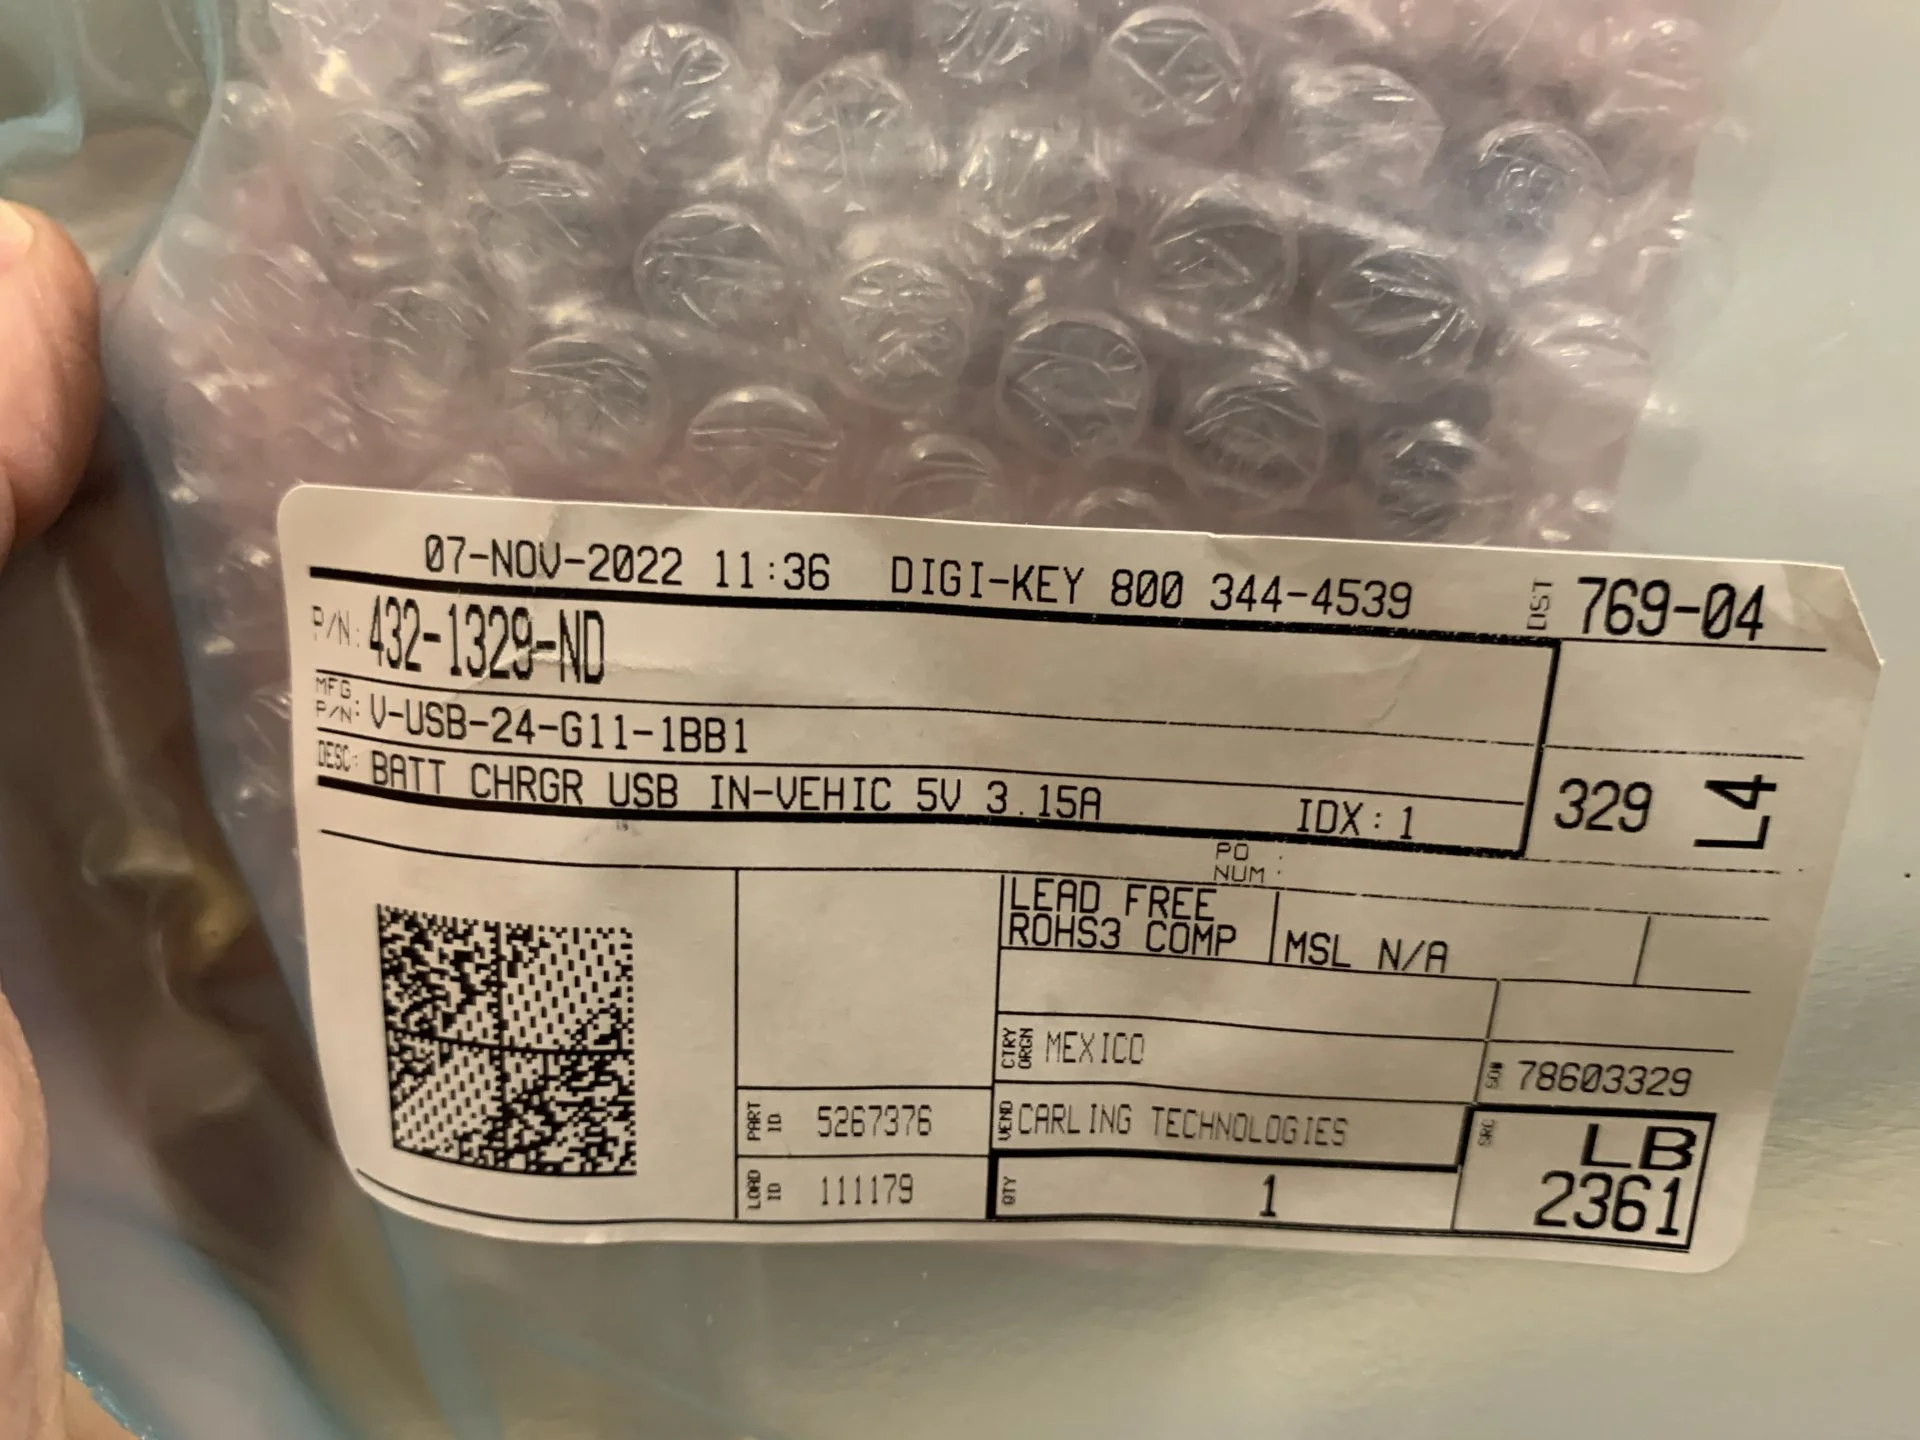 07-NOV-2022 11:36 DIGI-KEY 800 344-4539
DST 769-04
P/N: 432-1329-ND
MFG P/N: V-USB-24-G11-1BB1
DESC: BATT CHRGR USB IN-VEHIC 5V 3.15A IDX: 1
329 L4
PO NUM:
LEAD FREE
ROHS3 COMP
MSL N/A
CTRY ORGN MEXICO
SO# 78603329
PART ID 5267376
VEND CARLING TECHNOLOGIES
LOAD ID 111179
QTY 1
SRC LB
2361